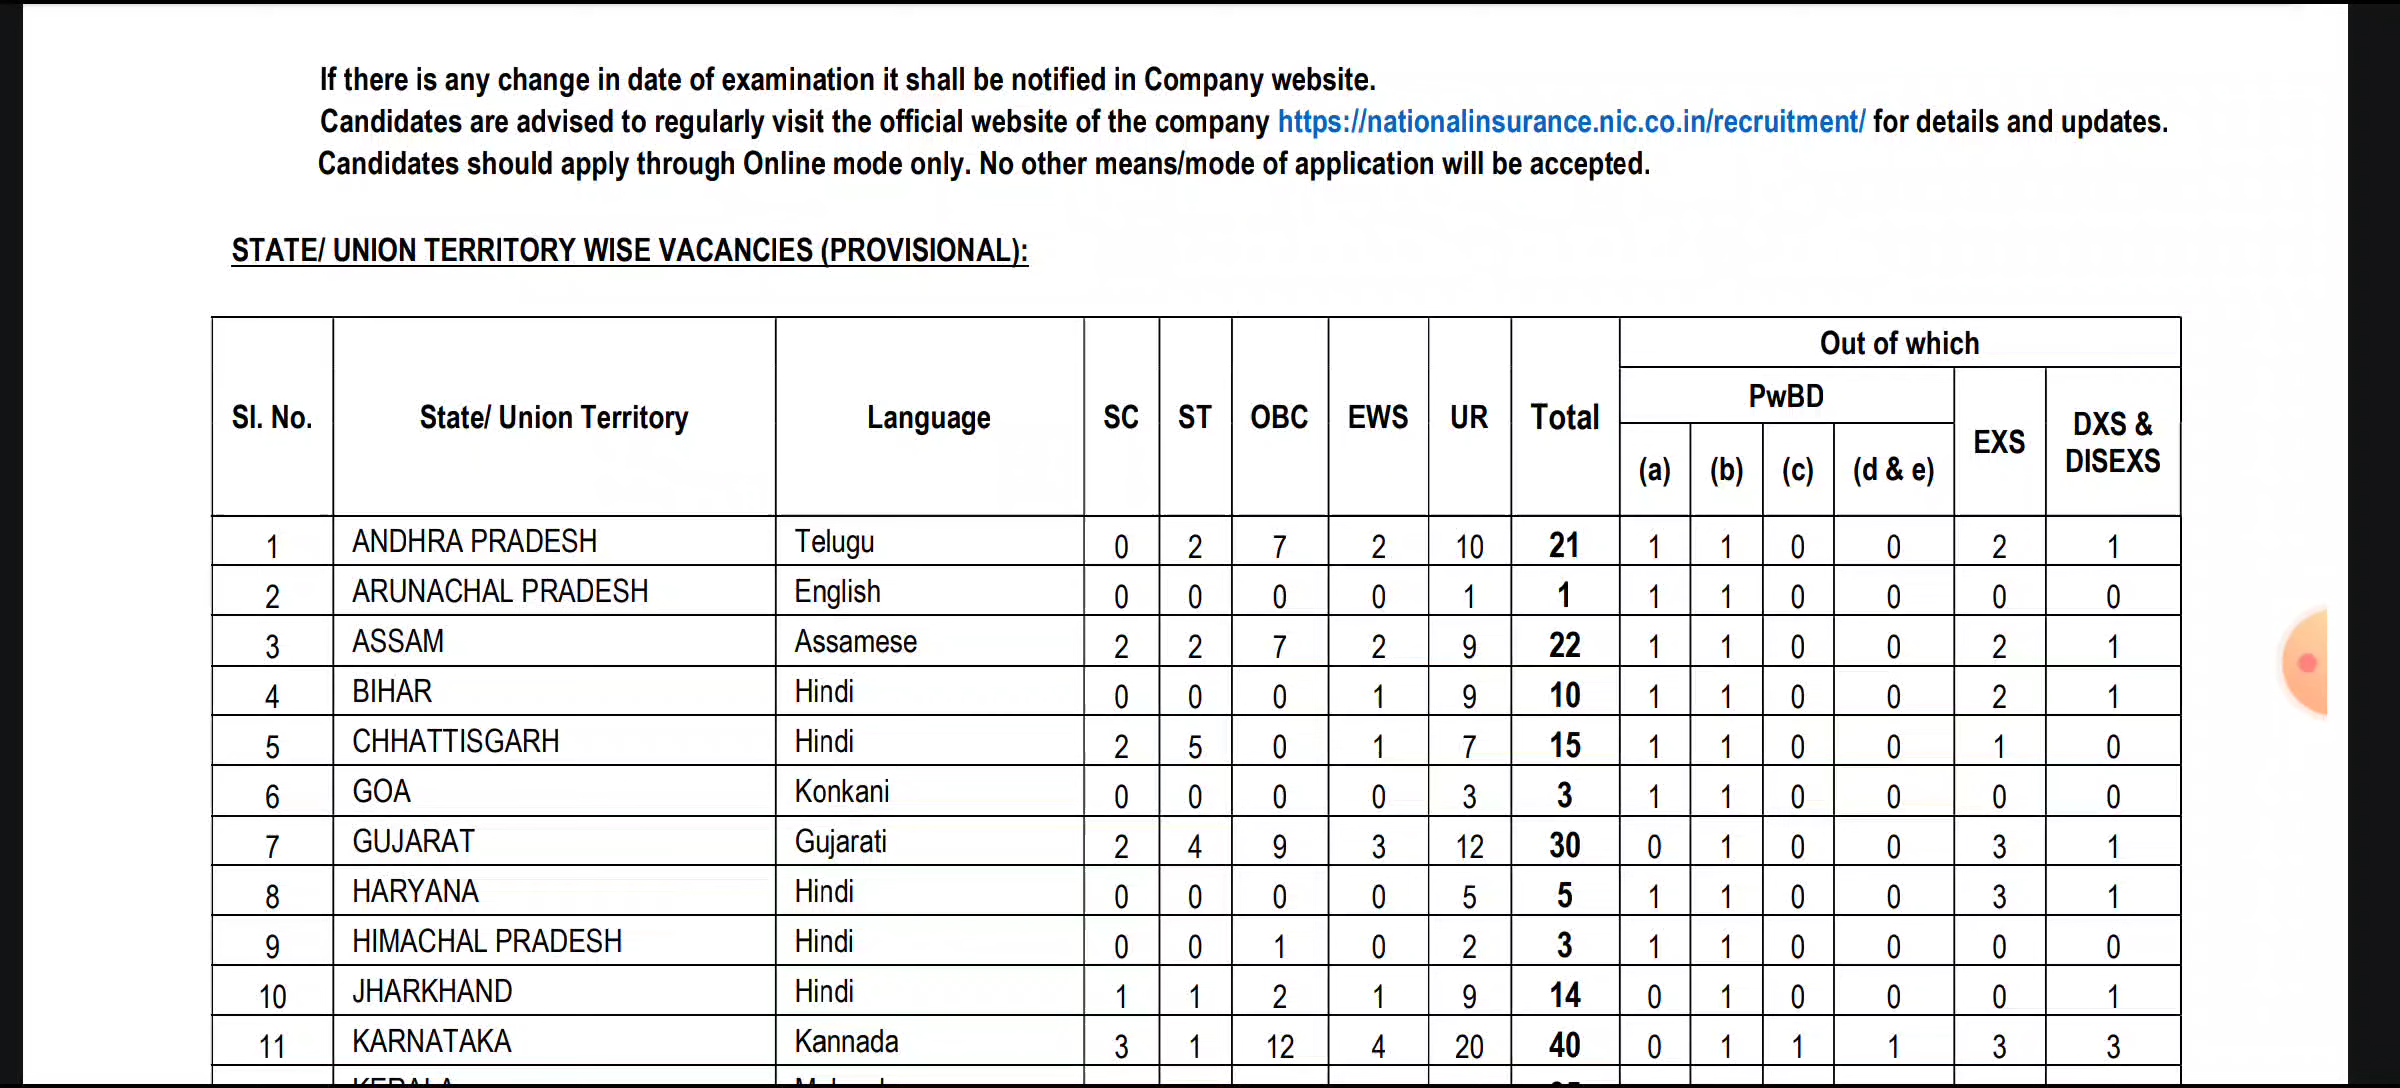 If there is any change in date of examination it shall be notified in Company website.
Candidates are advised to regularly visit the official website of the company https://nationalinsurance.nic.co.in/recruitment/ for details and updates.
Candidates should apply through Online mode only. No other means/mode of application will be accepted.
STATE/ UNION TERRITORY WISE VACANCIES (PROVISIONAL):
Sl. No. State/ Union Territory Language SC ST OBC EWS UR Total Out of which
PwBD EXS DXS & DISEXS
(a) (b) (c) (d & e)
1 ANDHRA PRADESH Telugu 0 2 7 2 10 21 1 1 0 0 2 1
2 ARUNACHAL PRADESH English 0 0 0 0 1 1 1 1 0 0 0 0
3 ASSAM Assamese 2 2 7 2 9 22 1 1 0 0 2 1
4 BIHAR Hindi 0 0 0 1 9 10 1 1 0 0 2 1
5 CHHATTISGARH Hindi 2 5 0 1 7 15 1 1 0 0 1 0
6 GOA Konkani 0 0 0 0 3 3 1 1 0 0 0 0
7 GUJARAT Gujarati 2 4 9 3 12 30 0 1 0 0 3 1
8 HARYANA Hindi 0 0 0 0 5 5 1 1 0 0 3 1
9 HIMACHAL PRADESH Hindi 0 0 1 0 2 3 1 1 0 0 0 0
10 JHARKHAND Hindi 1 1 2 1 9 14 0 1 0 0 0 1
11 KARNATAKA Kannada 3 1 12 4 20 40 0 1 1 1 3 3